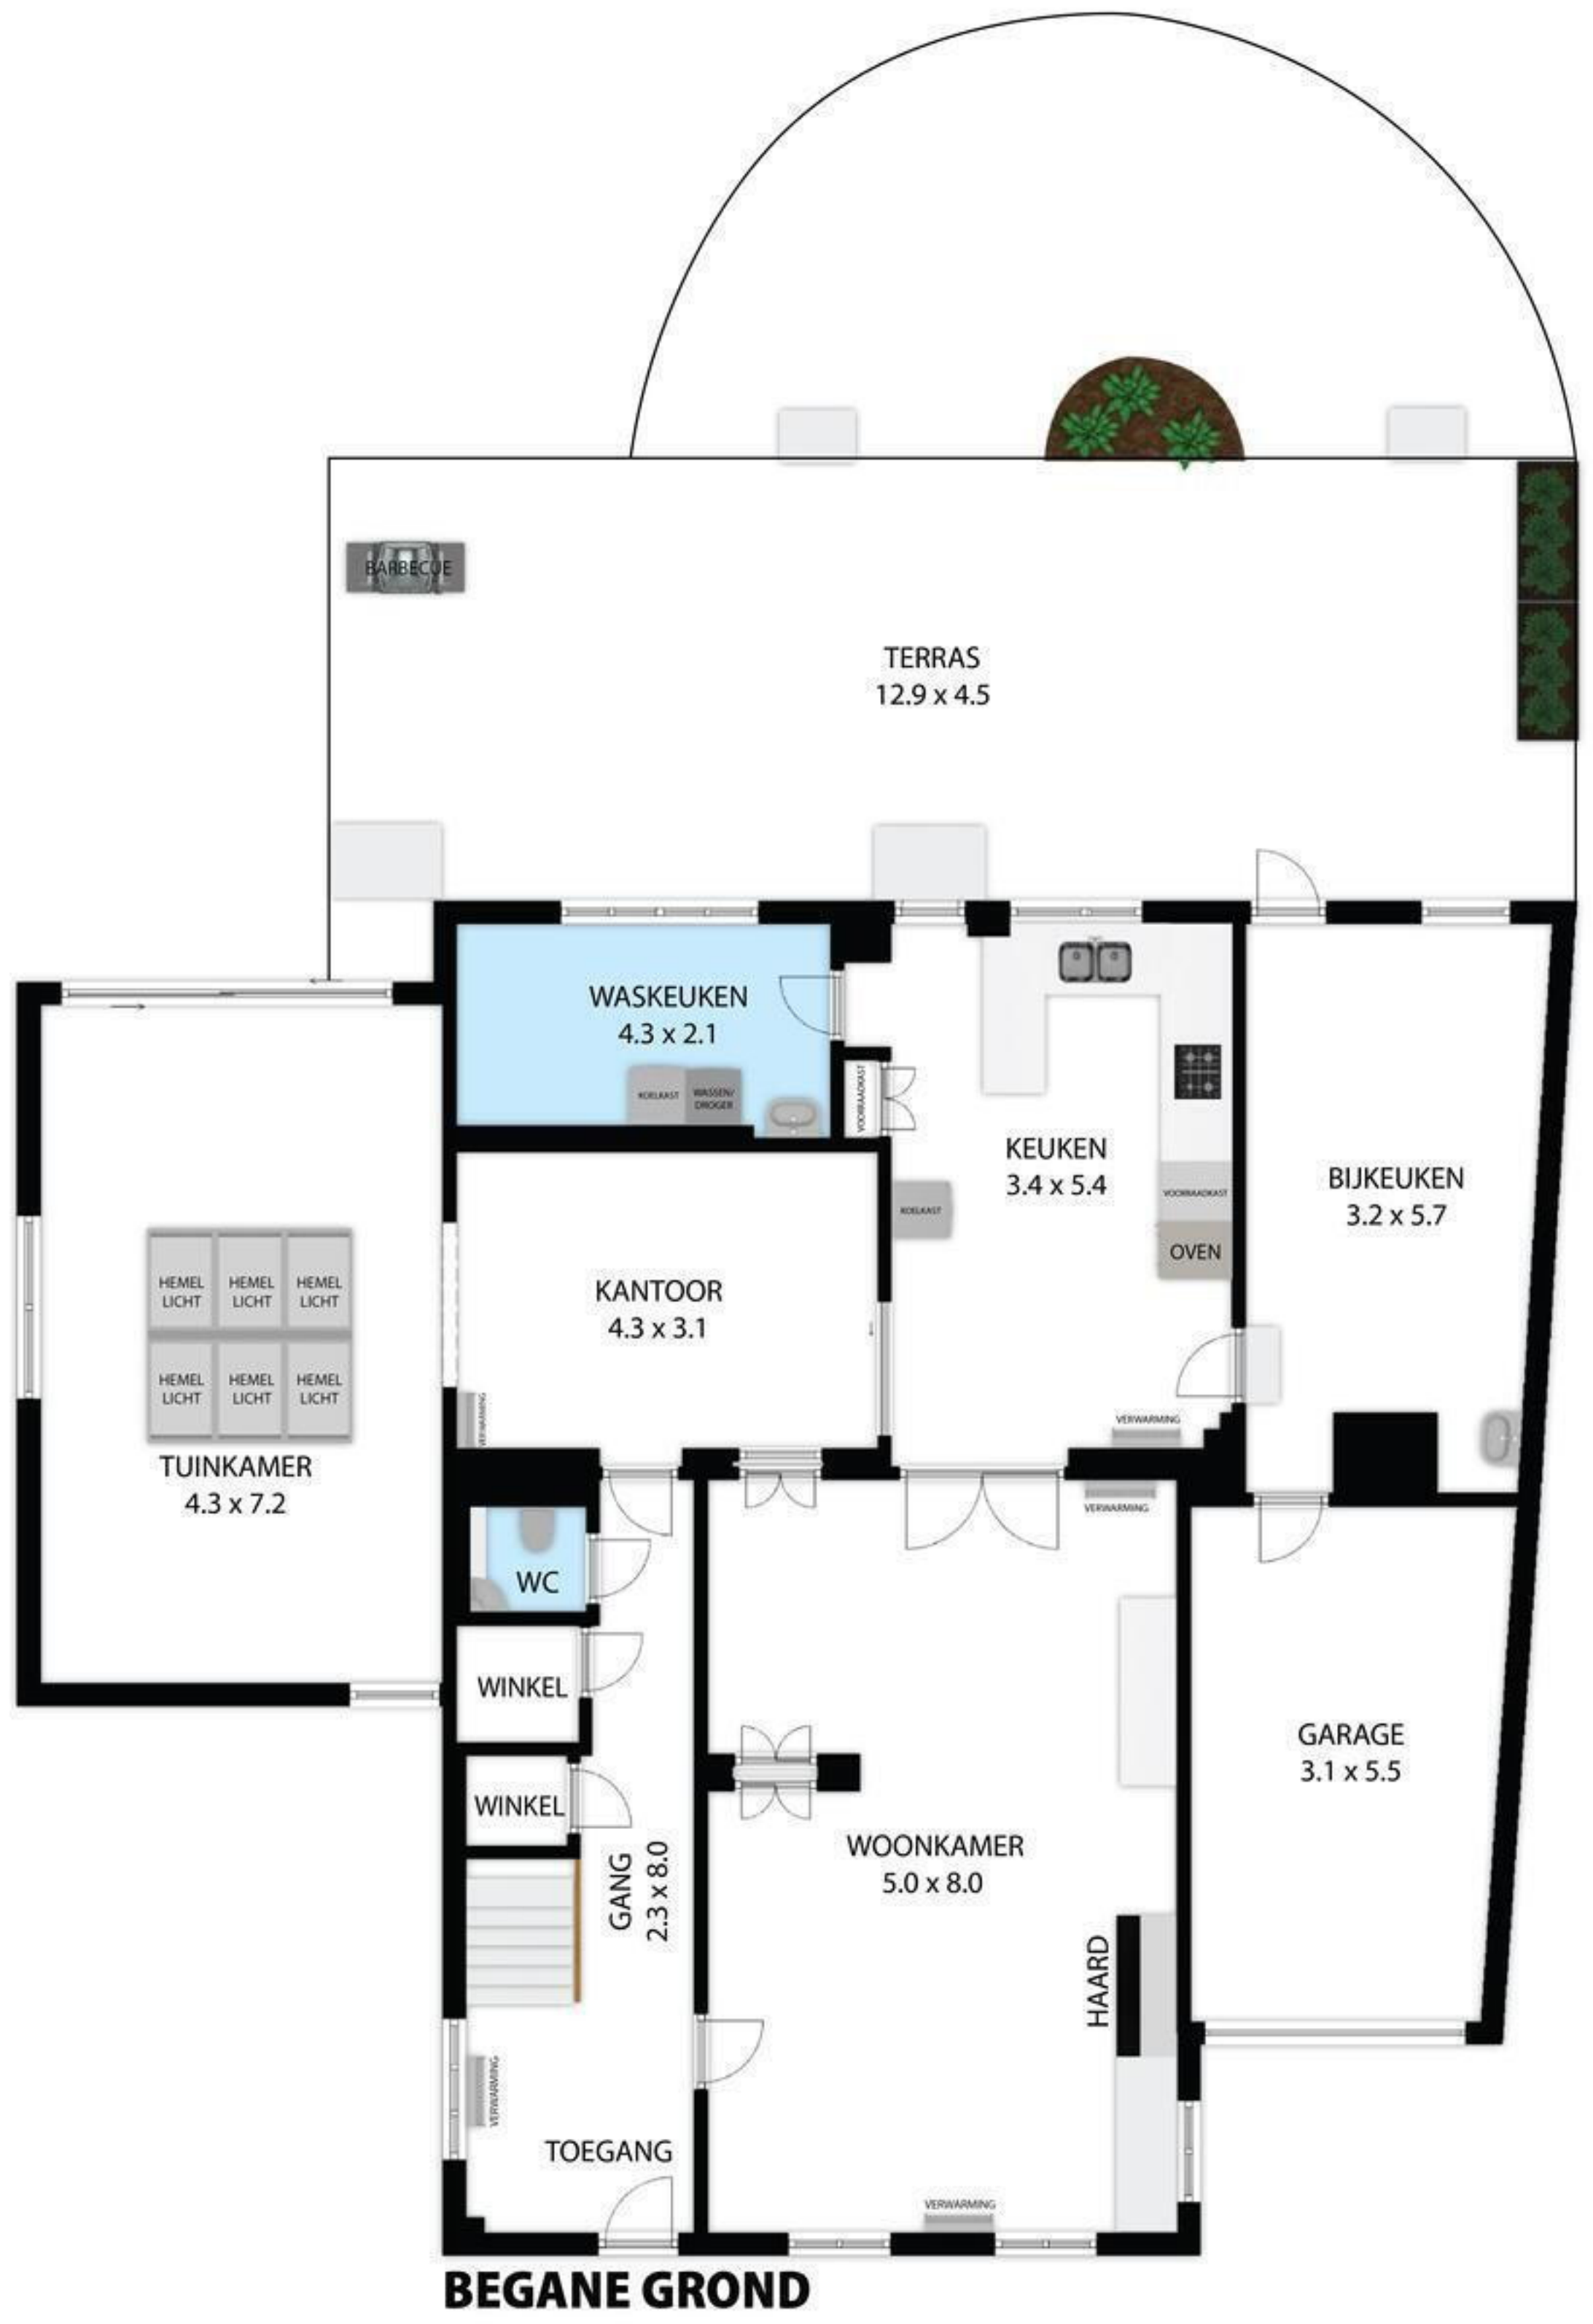 BARBECUE
TERRAS
12.9 x 4.5
WASKEUKEN
4.3 x 2.1
KOELKAST
WASSEN/
DROGER
VOORRAADKAST
KEUKEN
3.4 x 5.4
KOELKAST
VOORRAADKAST
OVEN
BIJKEUKEN
3.2 x 5.7
KANTOOR
4.3 x 3.1
HEMEL
LICHT
HEMEL
LICHT
HEMEL
LICHT
HEMEL
LICHT
HEMEL
LICHT
HEMEL
LICHT
TUINKAMER
4.3 x 7.2
VERWARMING
VERWARMING
VERWARMING
WC
WINKEL
WINKEL
GANG
2.3 x 8.0
WOONKAMER
5.0 x 8.0
GARAGE
3.1 x 5.5
HAARD
VERWARMING
TOEGANG
VERWARMING
BEGANE GROND